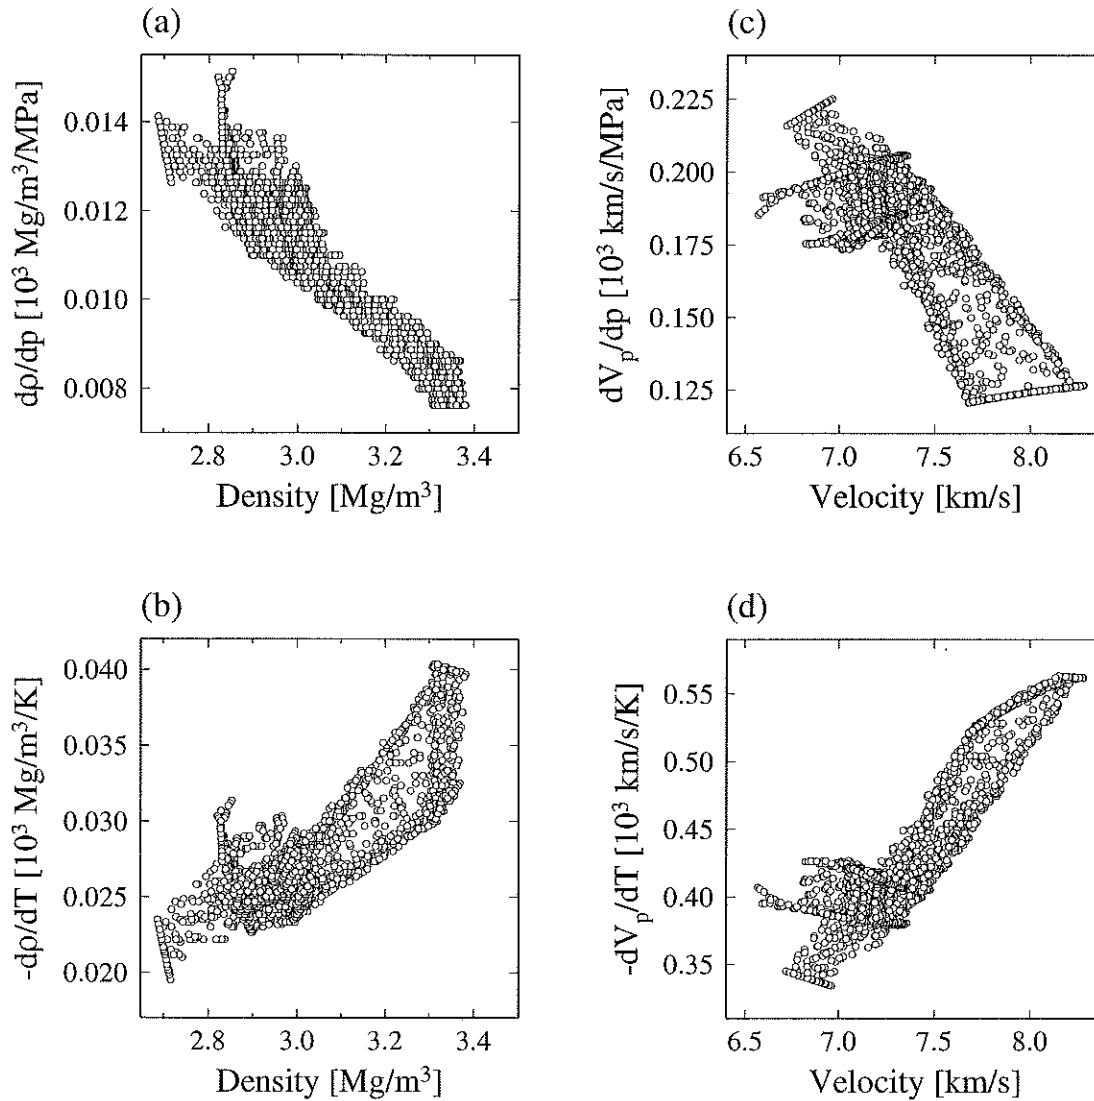 (a)
dρ/dp [10³ Mg/m³/MPa]
0.014
0.012
0.010
0.008
2.8 3.0 3.2 3.4
Density [Mg/m³]
(c)
dVₚ/dp [10³ km/s/MPa]
0.225
0.200
0.175
0.150
0.125
6.5 7.0 7.5 8.0
Velocity [km/s]
(b)
-dρ/dT [10³ Mg/m³/K]
0.040
0.035
0.030
0.025
0.020
2.8 3.0 3.2 3.4
Density [Mg/m³]
(d)
-dVₚ/dT [10³ km/s/K]
0.55
0.50
0.45
0.40
0.35
6.5 7.0 7.5 8.0
Velocity [km/s]